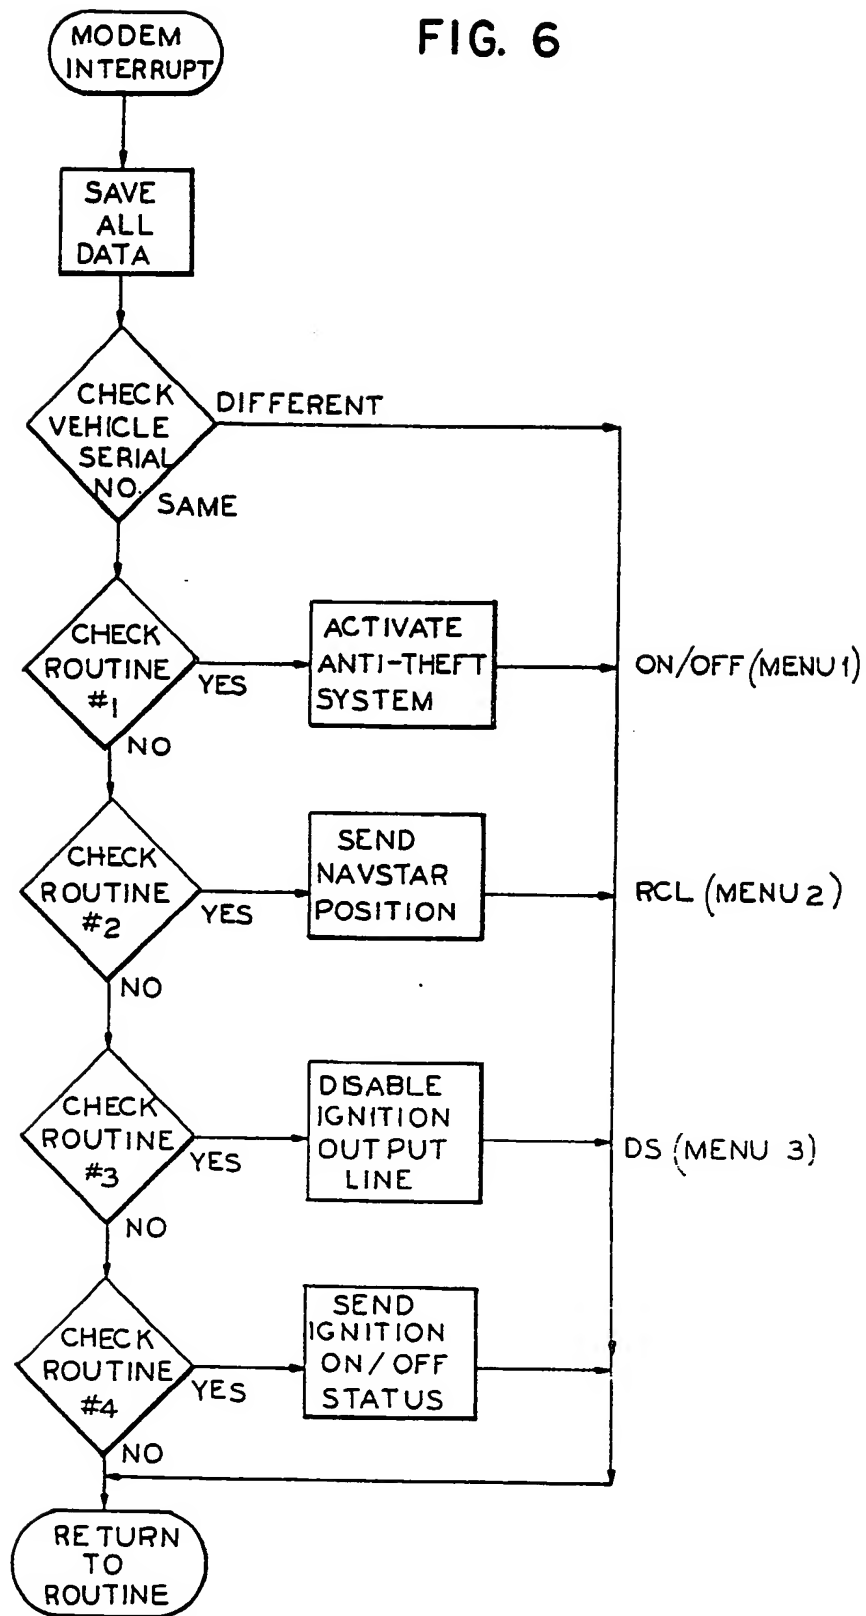 FIG. 6
MODEM
INTERRUPT
SAVE
ALL
DATA
CHECK
VEHICLE
SERIAL
NO.
DIFFERENT
SAME
CHECK
ROUTINE
#1
YES
NO
ACTIVATE
ANTI-THEFT
SYSTEM
ON/OFF (MENU 1)
CHECK
ROUTINE
#2
YES
NO
SEND
NAVSTAR
POSITION
RCL (MENU 2)
CHECK
ROUTINE
#3
YES
NO
DISABLE
IGNITION
OUTPUT
LINE
DS (MENU 3)
CHECK
ROUTINE
#4
YES
NO
SEND
IGNITION
ON/OFF
STATUS
RETURN
TO
ROUTINE